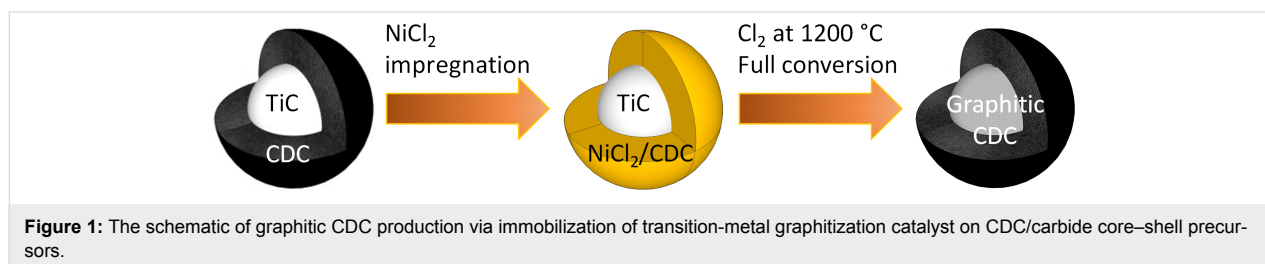 NiCl₂
impregnation
Cl₂ at 1200 °C
Full conversion
TiC
CDC
TiC
NiCl₂/CDC
Graphitic
CDC
Figure 1: The schematic of graphitic CDC production via immobilization of transition-metal graphitization catalyst on CDC/carbide core–shell precur-
sors.